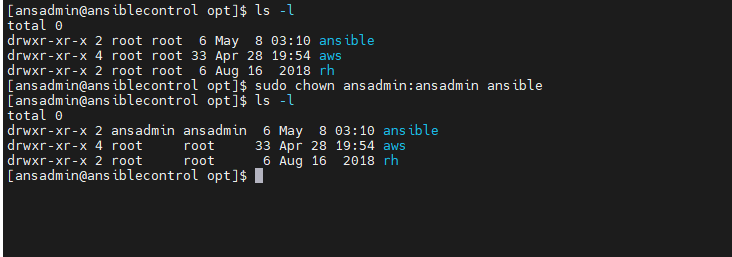 [ansadmin@ansiblecontrol opt]$ ls -l
total 0
drwxr-xr-x 2 root root  6 May  8 03:10 ansible
drwxr-xr-x 4 root root 33 Apr 28 19:54 aws
drwxr-xr-x 2 root root  6 Aug 16  2018 rh
[ansadmin@ansiblecontrol opt]$ sudo chown ansadmin:ansadmin ansible
[ansadmin@ansiblecontrol opt]$ ls -l
total 0
drwxr-xr-x 2 ansadmin ansadmin  6 May  8 03:10 ansible
drwxr-xr-x 4 root     root     33 Apr 28 19:54 aws
drwxr-xr-x 2 root     root      6 Aug 16  2018 rh
[ansadmin@ansiblecontrol opt]$